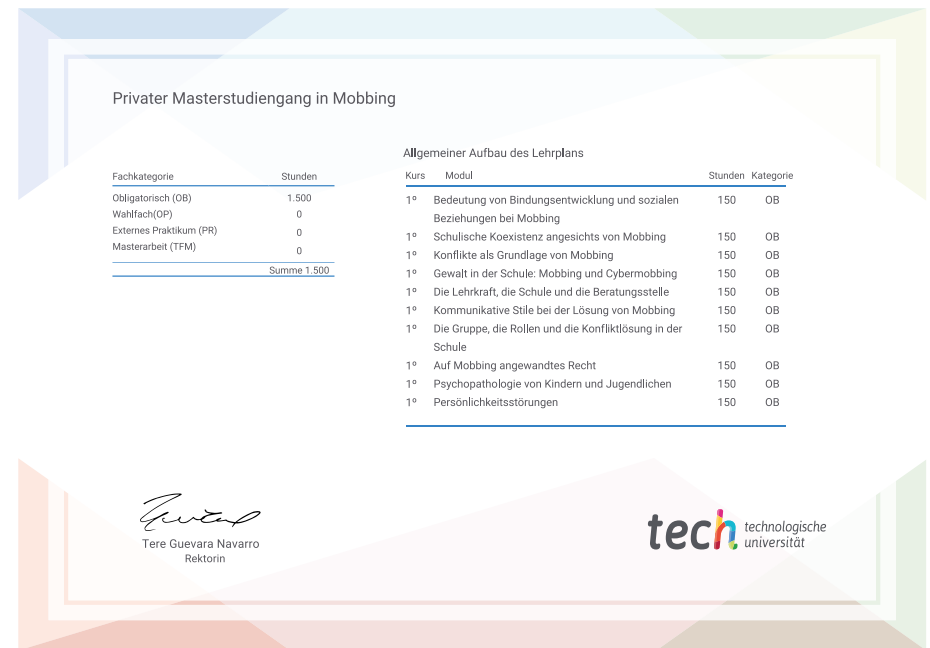 Privater Masterstudiengang in Mobbing
Fachkategorie Stunden
Obligatorisch (OB) 1.500
Wahlfach(OP) 0
Externes Praktikum (PR) 0
Masterarbeit (TFM) 0
Summe 1.500
Allgemeiner Aufbau des Lehrplans
Kurs Modul Stunden Kategorie
1º Bedeutung von Bindungsentwicklung und sozialen 150 OB
Beziehungen bei Mobbing
1º Schulische Koexistenz angesichts von Mobbing 150 OB
1º Konflikte als Grundlage von Mobbing 150 OB
1º Gewalt in der Schule: Mobbing und Cybermobbing 150 OB
1º Die Lehrkraft, die Schule und die Beratungsstelle 150 OB
1º Kommunikative Stile bei der Lösung von Mobbing 150 OB
1º Die Gruppe, die Rollen und die Konfliktlösung in der 150 OB
Schule
1º Auf Mobbing angewandtes Recht 150 OB
1º Psychopathologie von Kindern und Jugendlichen 150 OB
1º Persönlichkeitsstörungen 150 OB
Tere Guevara Navarro
Rektorin
tech technologische
universität